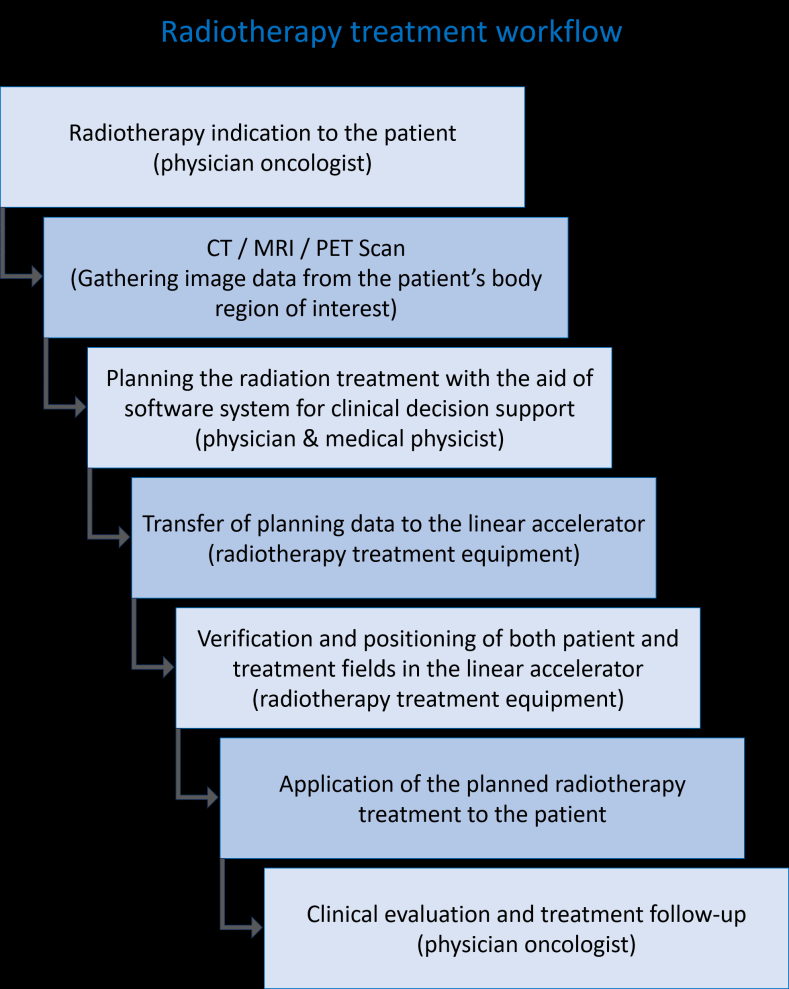 Radiotherapy treatment workflow
Radiotherapy indication to the patient
(physician oncologist)
CT / MRI / PET Scan
(Gathering image data from the patient’s body
region of interest)
Planning the radiation treatment with the aid of
software system for clinical decision support
(physician & medical physicist)
Transfer of planning data to the linear accelerator
(radiotherapy treatment equipment)
Verification and positioning of both patient and
treatment fields in the linear accelerator
(radiotherapy treatment equipment)
Application of the planned radiotherapy
treatment to the patient
Clinical evaluation and treatment follow-up
(physician oncologist)